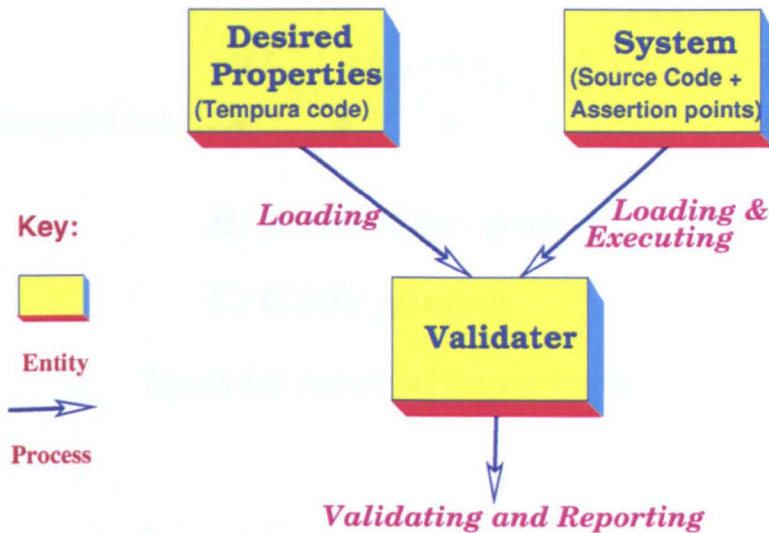 Desired
Properties
(Tempura code)
System
(Source Code +
Assertion points)
Loading
Loading &
Executing
Key:
Validater
Entity
Process
Validating and Reporting